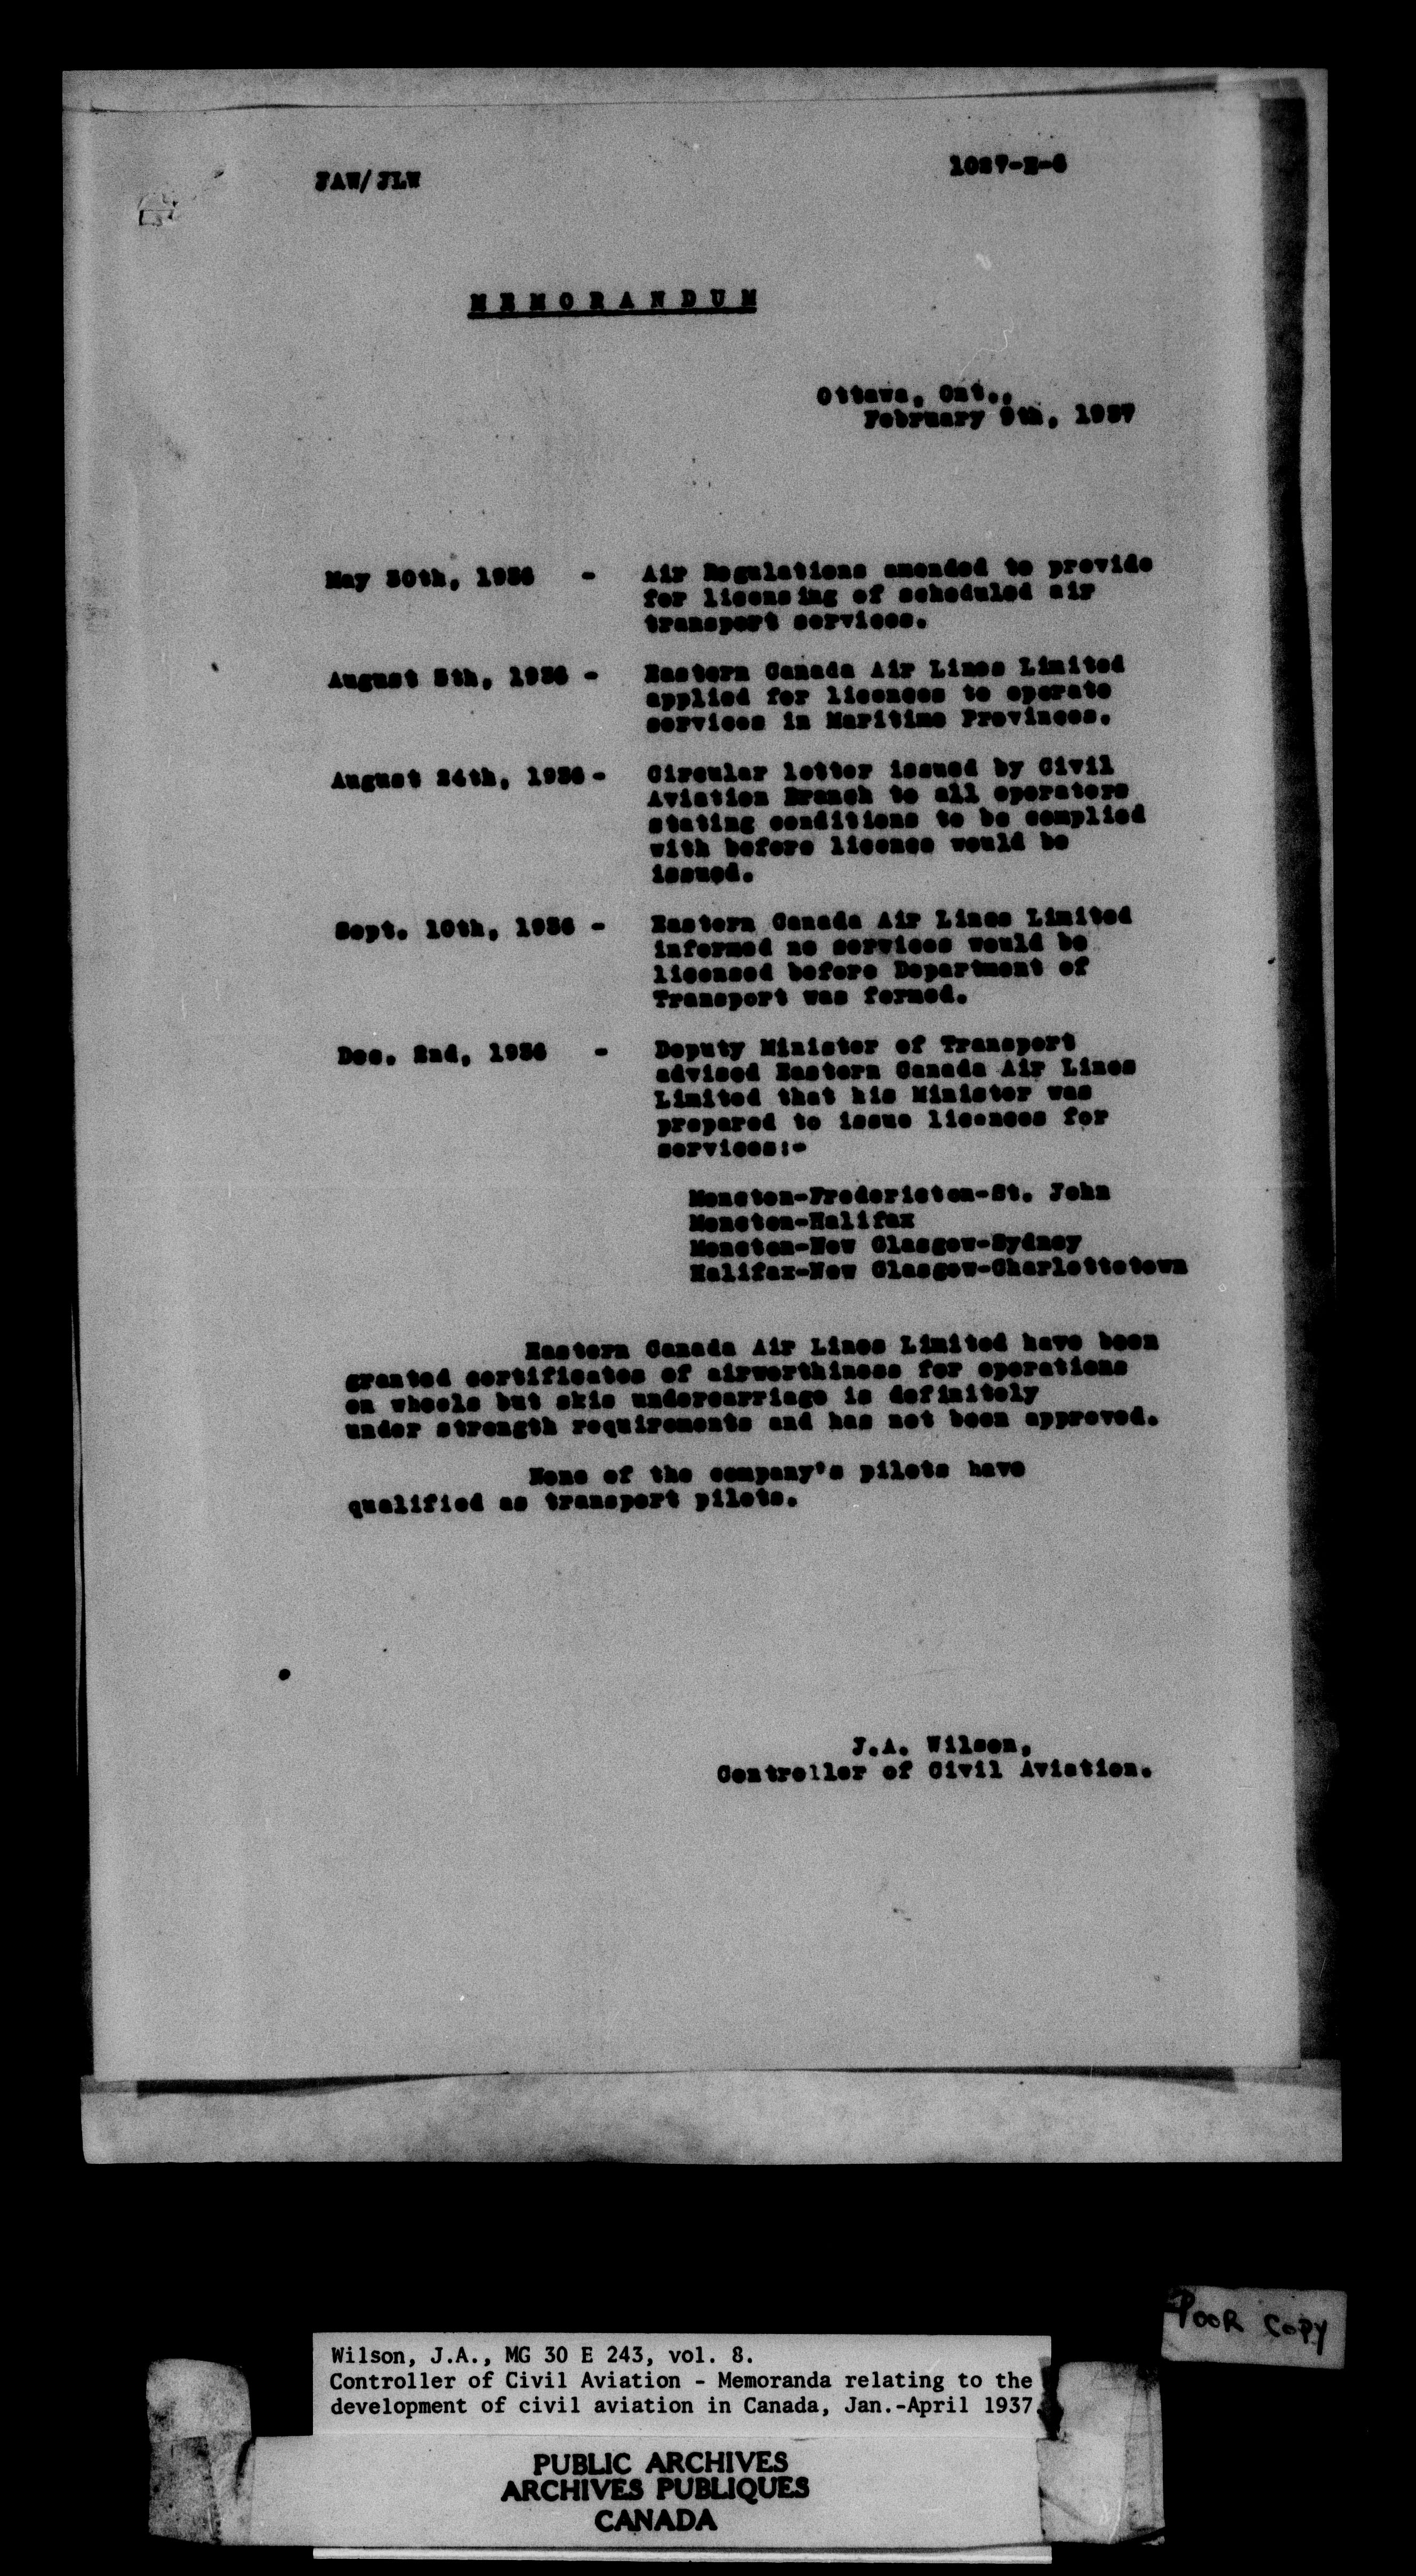 JAW/JLW
1027-E-6
MEMORANDUM
Ottawa, Ont.,
February 9th, 1937
May 30th, 1936 - Air Regulations amended to provide
for licensing of scheduled air
transport services.
August 5th, 1936 - Eastern Canada Air Lines Limited
applied for licences to operate
services in Maritime Provinces.
August 24th, 1936 - Circular letter issued by Civil
Aviation Branch to all operators
stating conditions to be complied
with before licence would be
issued.
Sept. 10th, 1936 - Eastern Canada Air Lines Limited
informed no services would be
licensed before Department of
Transport was formed.
Dec. 2nd, 1936 - Deputy Minister of Transport
advised Eastern Canada Air Lines
Limited that his Minister was
prepared to issue licences for
services:-
Moncton-Fredericton-St. John
Moncton-Halifax
Moncton-New Glasgow-Sydney
Halifax-New Glasgow-Charlottetown
Eastern Canada Air Lines Limited have been
granted certificates of airworthiness for operations
on wheels but skis undercarriage is definitely
under strength requirements and has not been approved.
None of the company's pilots have
qualified as transport pilots.
J.A. Wilson,
Controller of Civil Aviation.
POOR COPY
Wilson, J.A., MG 30 E 243, vol. 8.
Controller of Civil Aviation - Memoranda relating to the
development of civil aviation in Canada, Jan.-April 1937
PUBLIC ARCHIVES
ARCHIVES PUBLIQUES
CANADA